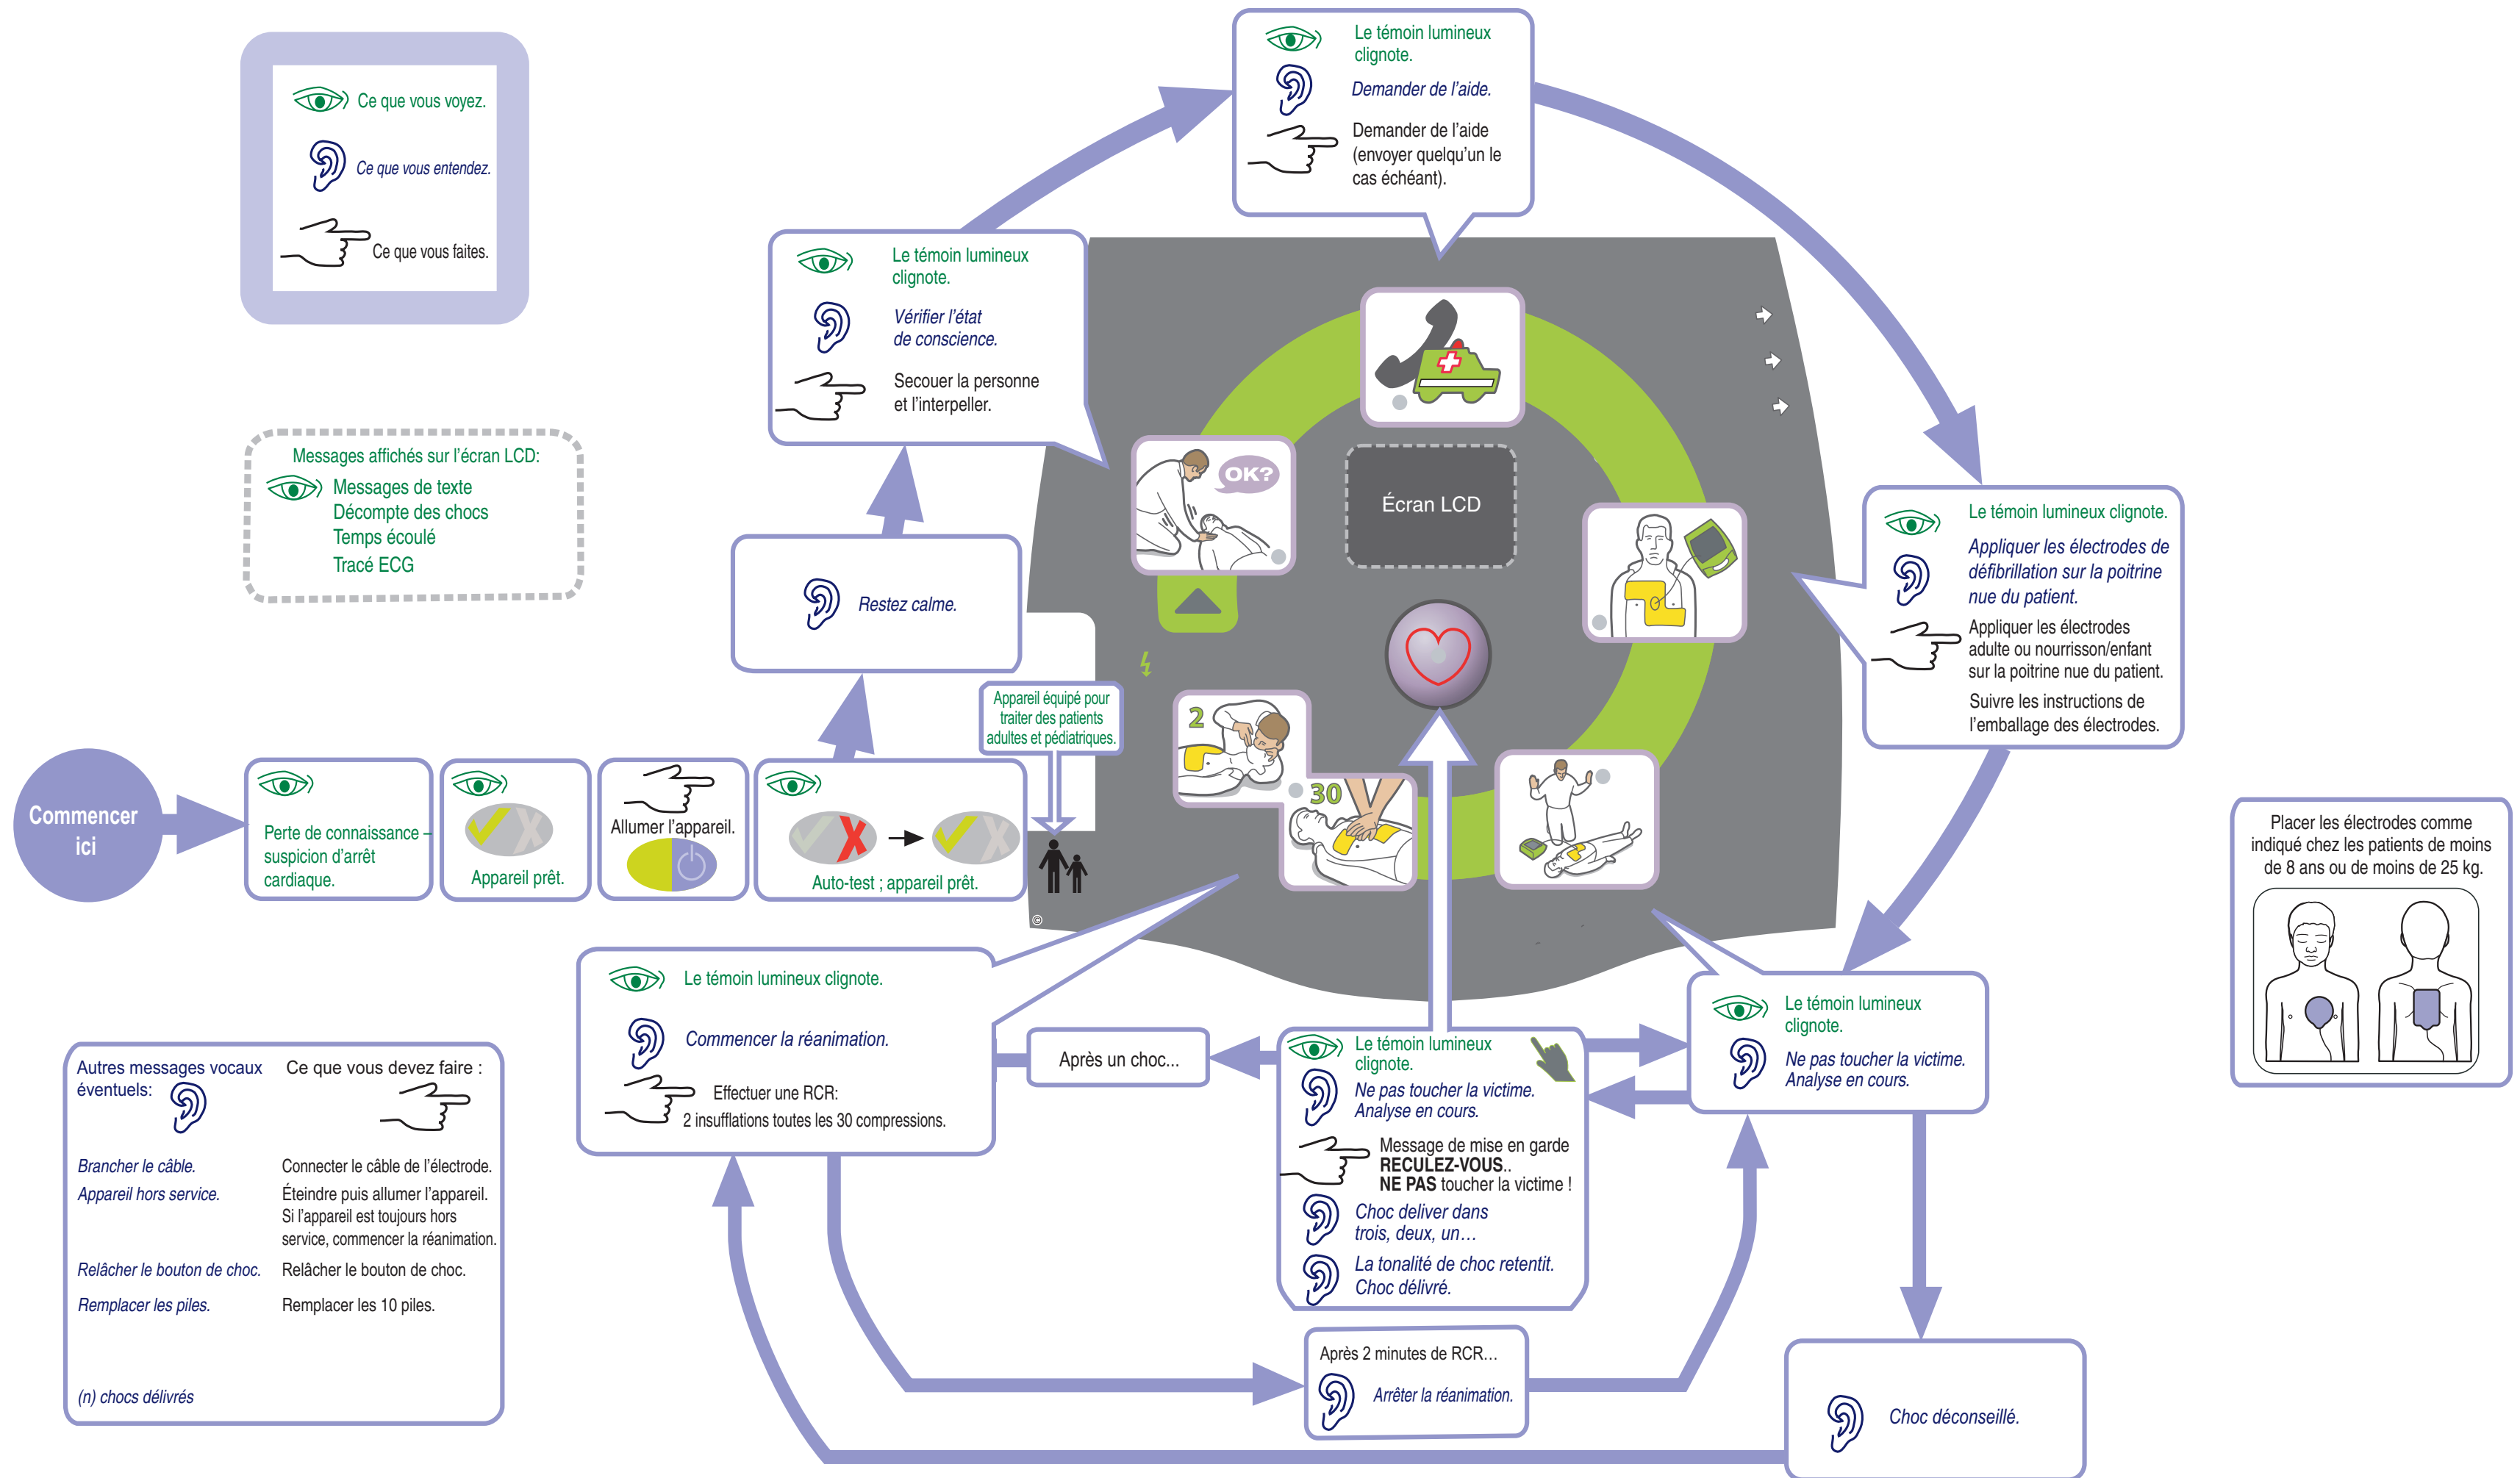 Ce que vous voyez.
Ce que vous entendez.
Ce que vous faites.
Messages affichés sur l'écran LCD:
Messages de texte
Décompte des chocs
Temps écoulé
Tracé ECG
Commencer
ici
Perte de connaissance –
suspicion d'arrêt
cardiaque.
Appareil prêt.
Allumer l'appareil.
Auto-test ; appareil prêt.
Appareil équipé pour
traiter des patients
adultes et pédiatriques.
Restez calme.
Le témoin lumineux
clignote.
Vérifier l'état
de conscience.
Secouer la personne
et l'interpeller.
Le témoin lumineux
clignote.
Demander de l'aide.
Demander de l'aide
(envoyer quelqu'un le
cas échéant).
OK?
Écran LCD
2
30
©
Le témoin lumineux clignote.
Appliquer les électrodes de
défibrillation sur la poitrine
nue du patient.
Appliquer les électrodes
adulte ou nourrisson/enfant
sur la poitrine nue du patient.
Suivre les instructions de
l'emballage des électrodes.
Placer les électrodes comme
indiqué chez les patients de moins
de 8 ans ou de moins de 25 kg.
Le témoin lumineux
clignote.
Ne pas toucher la victime.
Analyse en cours.
Le témoin lumineux
clignote.
Ne pas toucher la victime.
Analyse en cours.
Message de mise en garde
RECULEZ-VOUS..
NE PAS toucher la victime !
Choc deliver dans
trois, deux, un…
La tonalité de choc retentit.
Choc délivré.
Après un choc...
Le témoin lumineux clignote.
Commencer la réanimation.
Effectuer une RCR:
2 insufflations toutes les 30 compressions.
Après 2 minutes de RCR…
Arrêter la réanimation.
Choc déconseillé.
Autres messages vocaux
éventuels:
Ce que vous devez faire :
Brancher le câble.
Connecter le câble de l'électrode.
Appareil hors service.
Éteindre puis allumer l'appareil.
Si l'appareil est toujours hors
service, commencer la réanimation.
Relâcher le bouton de choc.
Relâcher le bouton de choc.
Remplacer les piles.
Remplacer les 10 piles.
(n) chocs délivrés